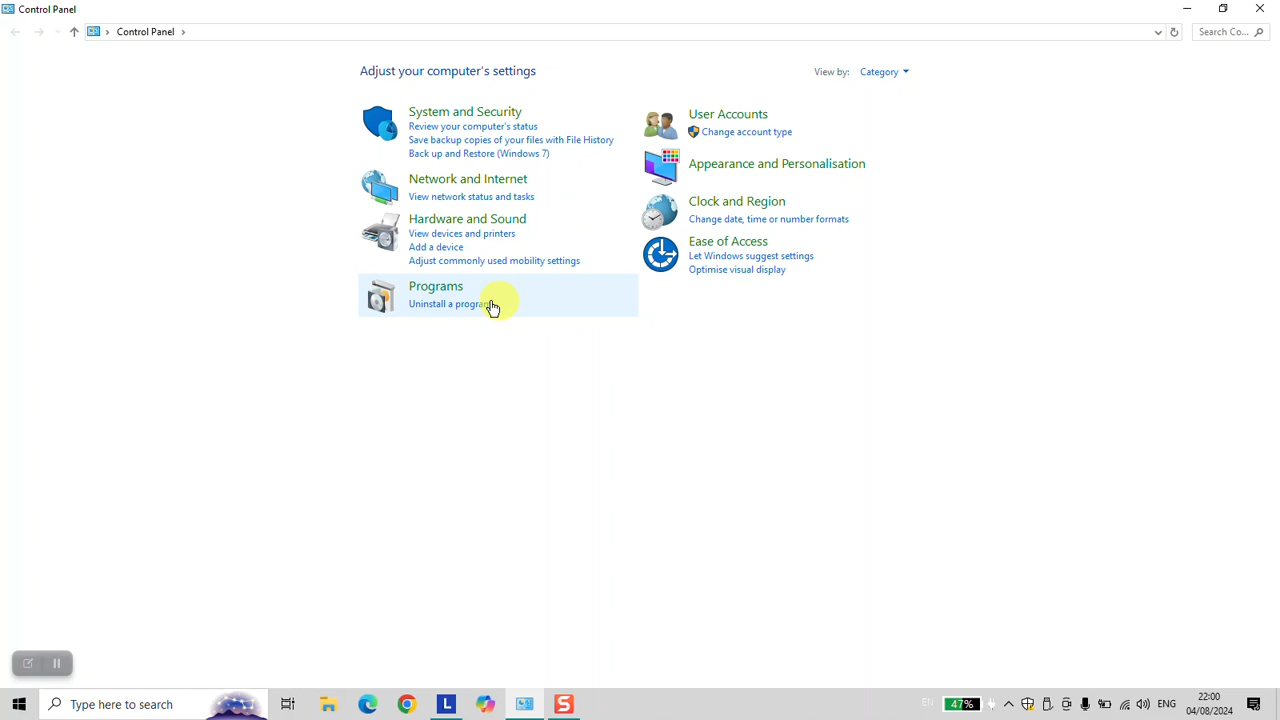 Control Panel
Control Panel
Search Co...
Adjust your computer's settings
View by: Category
System and Security
Review your computer's status
Save backup copies of your files with File History
Back up and Restore (Windows 7)
Network and Internet
View network status and tasks
Hardware and Sound
View devices and printers
Add a device
Adjust commonly used mobility settings
Programs
Uninstall a program
User Accounts
Change account type
Appearance and Personalisation
Clock and Region
Change date, time or number formats
Ease of Access
Let Windows suggest settings
Optimise visual display
Type here to search
L
S
EN
47%
ENG
22:00
04/08/2024